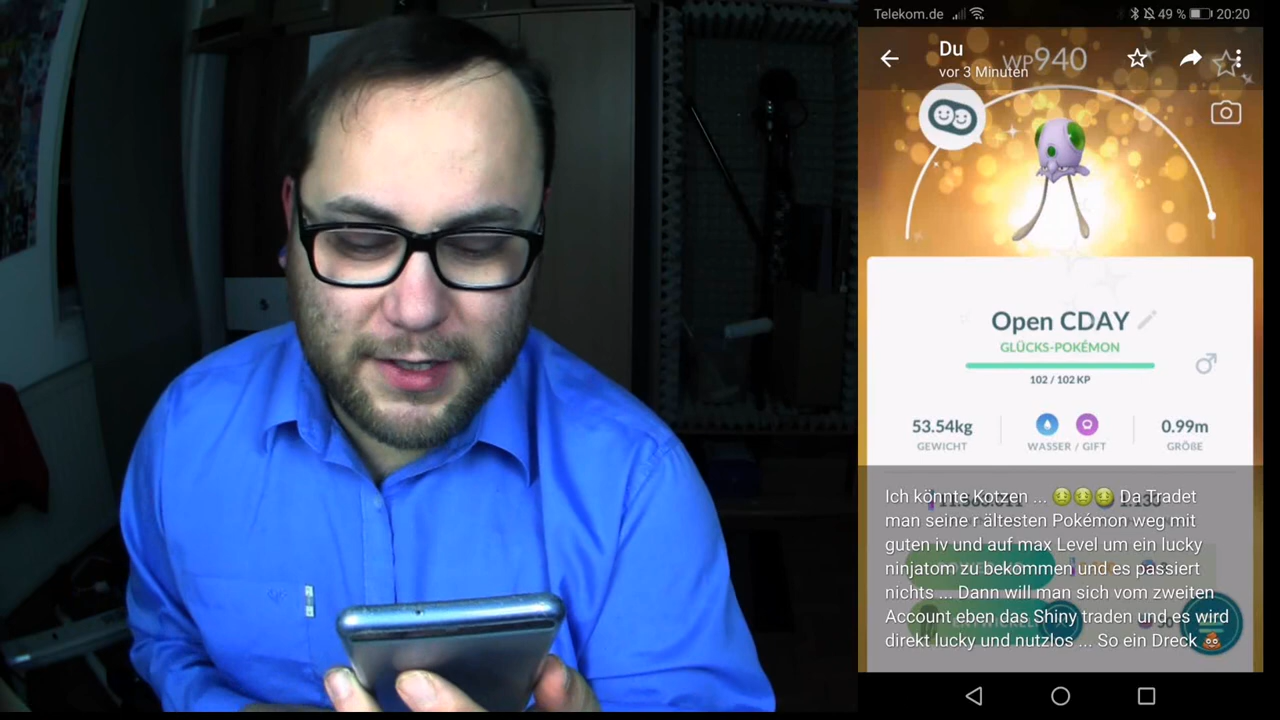 Telekom.de 49 % 20:20
Du
WP940
vor 3 Minuten
Open CDAY
GLÜCKS-POKÉMON
102 / 102 KP
53.54kg
0.99m
GEWICHT
WASSER / GIFT
GRÖßE
Ich könnte Kotzen ... 🤢🤢🤢 Da Tradet
man seine r ältesten Pokémon weg mit
guten iv und auf max Level um ein lucky
ninjatom zu bekommen und es passiert
nichts ... Dann will man sich vom zweiten
Account eben das Shiny traden und es wird
direkt lucky und nutzlos ... So ein Dreck 💩